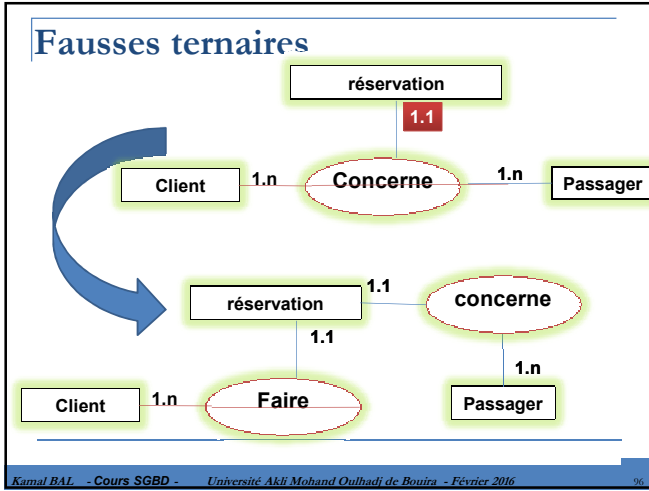 Fausses ternaires
réservation
1.1
Client
1.n
Concerne
1.n
Passager
réservation
1.1
concerne
1.1
1.n
Client
1.n
Faire
Passager
Kamal BAL - Cours SGBD - Université Akli Mohand Oulhadj de Bouira - Février 2016 96